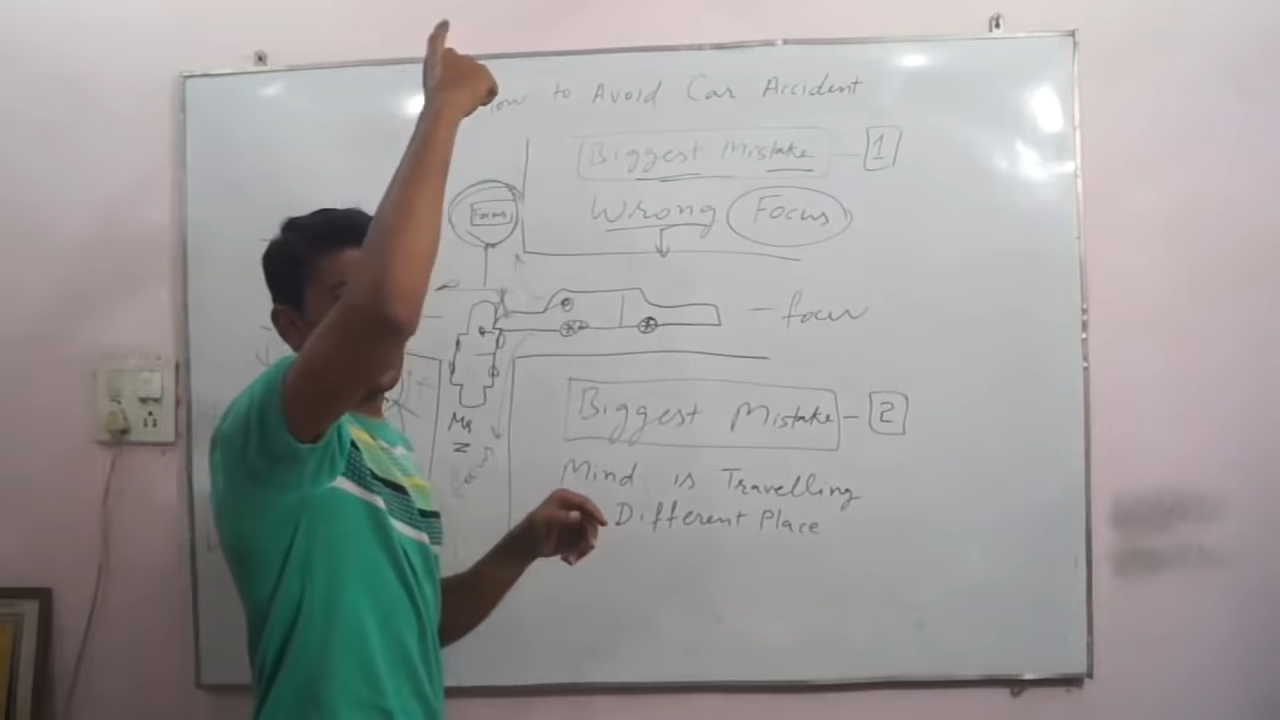 How to Avoid Car Accident
Biggest Mistake - 1
Wrong Focus
Focus
- focus
Biggest Mistake - 2
Mind is Travelling
Different Place